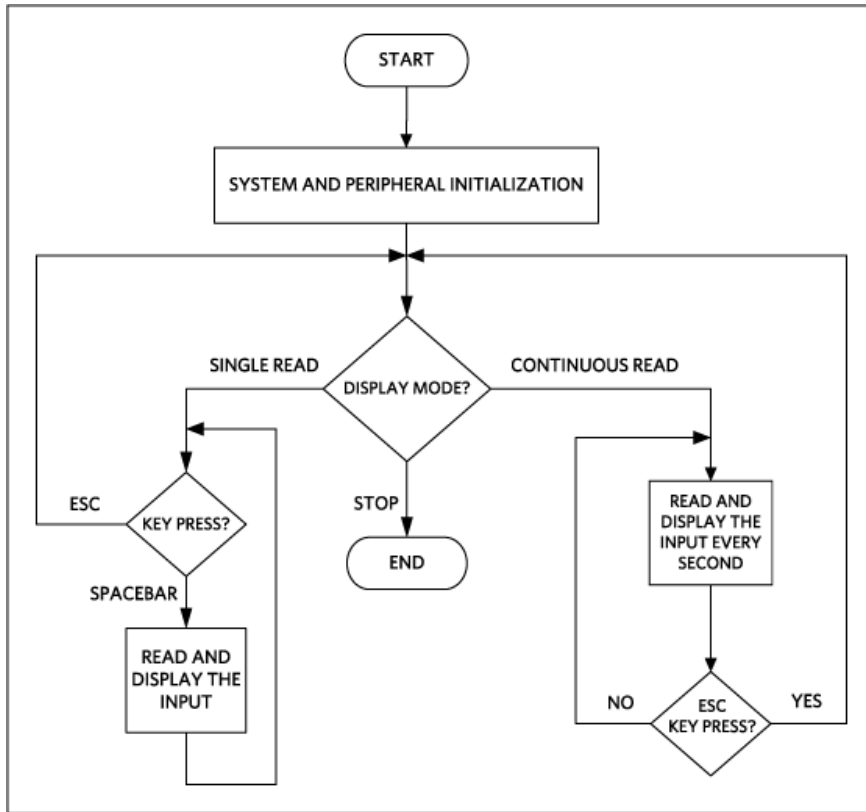 START
SYSTEM AND PERIPHERAL INITIALIZATION
SINGLE READ
CONTINUOUS READ
DISPLAY MODE?
ESC
KEY PRESS?
STOP
READ AND
DISPLAY THE
INPUT EVERY
SECOND
END
SPACEBAR
READ AND
DISPLAY THE
INPUT
NO
ESC
KEY PRESS?
YES